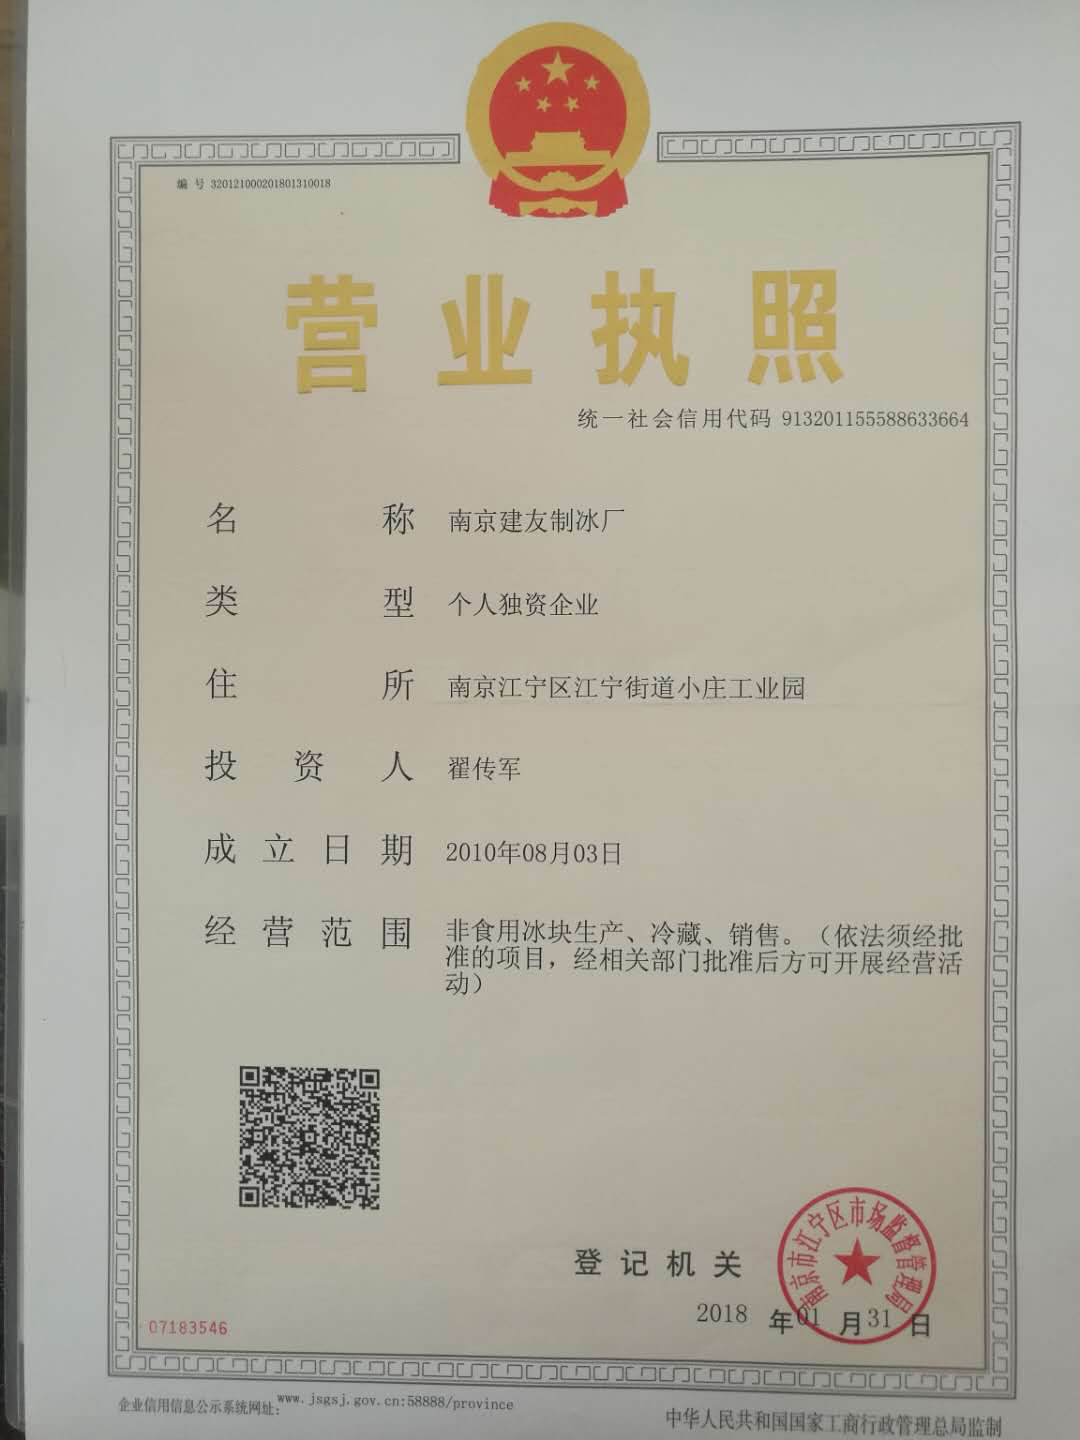 编 号 320121000201801310018
营业执照
统一社会信用代码 913201155588633664
名称 南京建友制冰厂
类型 个人独资企业
住所 南京江宁区江宁街道小庄工业园
投资人 翟传军
成立日期 2010年08月03日
经营范围 非食用冰块生产、冷藏、销售。（依法须经批
准的项目，经相关部门批准后方可开展经营活
动）
登记机关
南京市江宁区市场监督管理局
2018 年01 月31 日
07183546
企业信用信息公示系统网址：www.jsgsj.gov.cn:58888/province
中华人民共和国国家工商行政管理总局监制